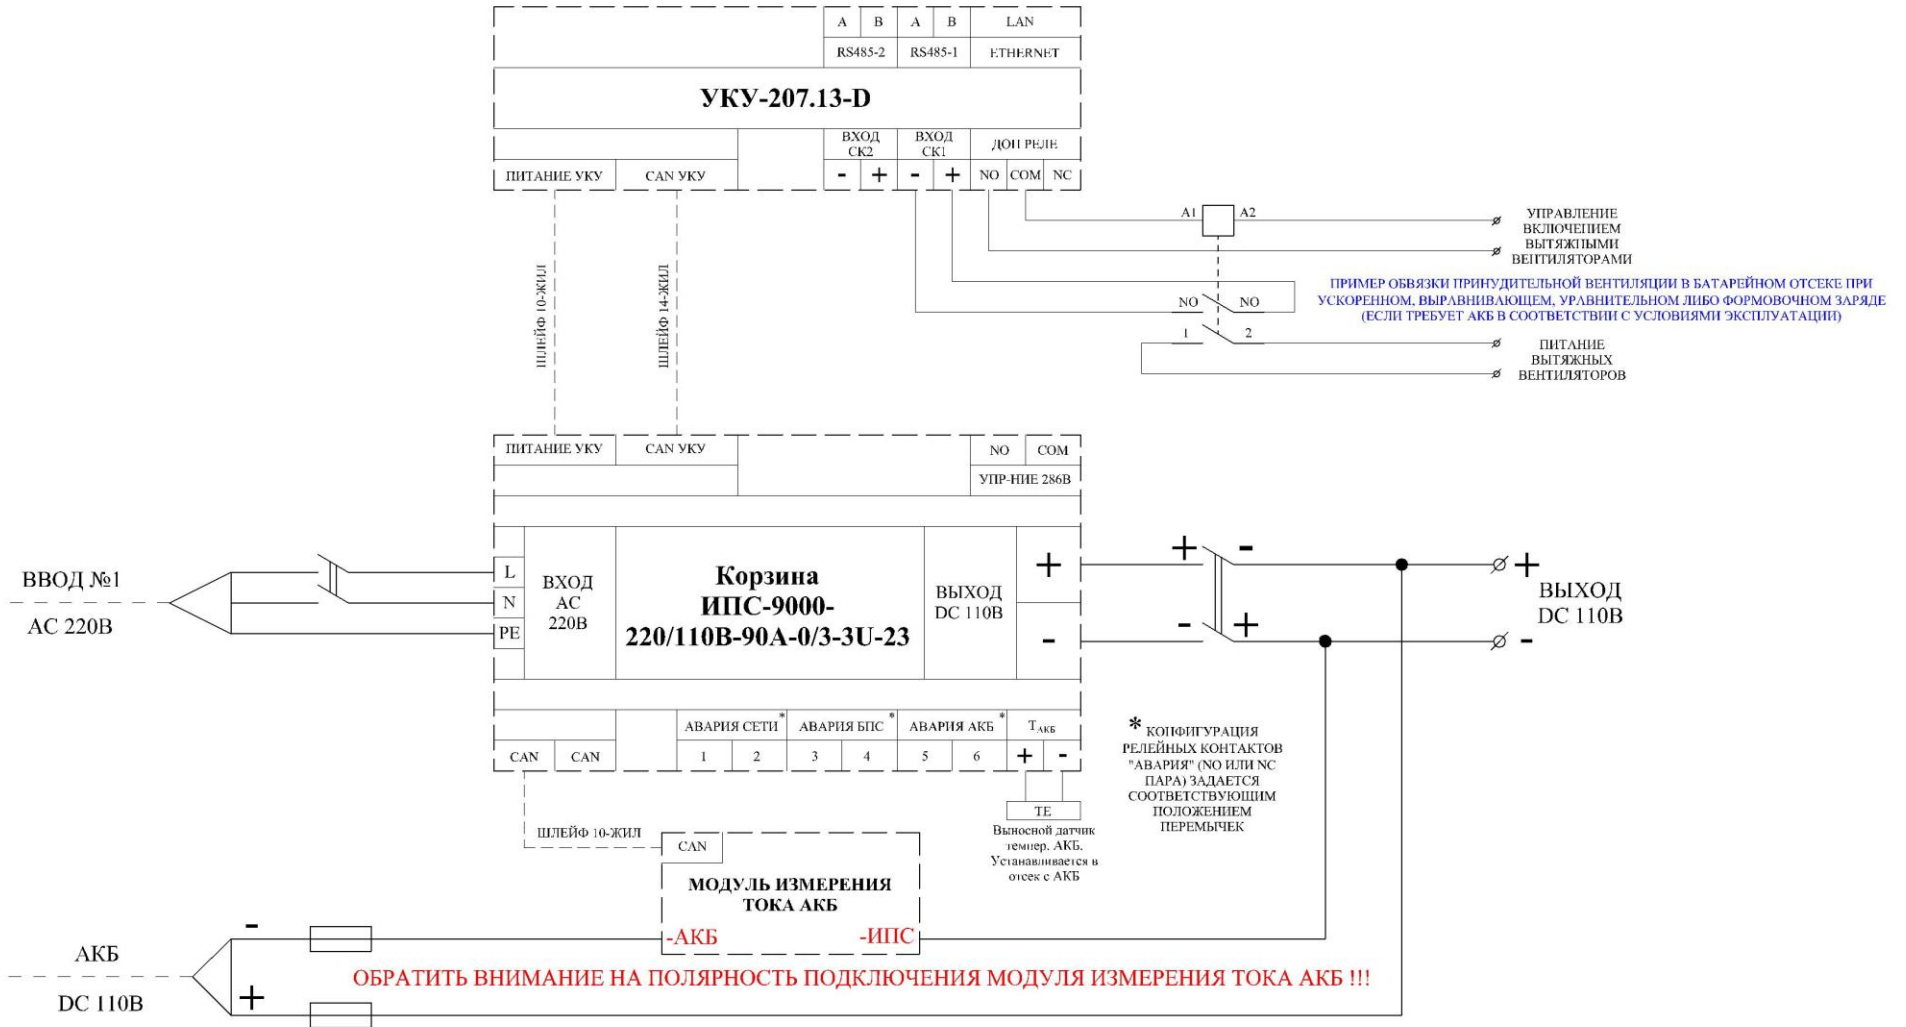 A B A B LAN
RS485-2 RS485-1 ETHERNET
УКУ-207.13-D
ВХОД СК2 ВХОД СК1 ДОП РЕЛЕ
ПИТАНИЕ УКУ CAN УКУ - + - + NO COM NC
A1 A2
УПРАВЛЕНИЕ
ВКЛЮЧЕНИЕМ
ВЫТЯЖНЫМИ
ВЕНТИЛЯТОРАМИ
ШЛЕЙФ 10-ЖИЛ
ШЛЕЙФ 14-ЖИЛ
ПРИМЕР ОБВЯЗКИ ПРИНУДИТЕЛЬНОЙ ВЕНТИЛЯЦИИ В БАТАРЕЙНОМ ОТСЕКЕ ПРИ
УСКОРЕННОМ, ВЫРАВНИВАЮЩЕМ, УРАВНИТЕЛЬНОМ ЛИБО ФОРМОВОЧНОМ ЗАРЯДЕ
(ЕСЛИ ТРЕБУЕТ АКБ В СООТВЕТСТВИИ С УСЛОВИЯМИ ЭКСПЛУАТАЦИИ)
NO NO
1 2
ПИТАНИЕ
ВЫТЯЖНЫХ
ВЕНТИЛЯТОРОВ
ПИТАНИЕ УКУ CAN УКУ NO COM
УПР-НИЕ 286В
ВВОД №1
AC 220В
L
N
PE
ВХОД
AC
220В
Корзина
ИПС-9000-
220/110В-90А-0/3-3U-23
ВЫХОД
DC 110В
+
-
+ -
- +
+
-
ВЫХОД
DC 110В
АВАРИЯ СЕТИ* АВАРИЯ БПС* АВАРИЯ АКБ* TАКБ
CAN CAN 1 2 3 4 5 6 + -
* КОНФИГУРАЦИЯ
РЕЛЕЙНЫХ КОНТАКТОВ
"АВАРИЯ" (NO ИЛИ NC
ПАРА) ЗАДАЕТСЯ
СООТВЕТСТВУЮЩИМ
ПОЛОЖЕНИЕМ
ПЕРЕМЫЧЕК
TE
Выносной датчик
темпер. АКБ.
Устанавливается в
отсек с АКБ
ШЛЕЙФ 10-ЖИЛ
CAN
МОДУЛЬ ИЗМЕРЕНИЯ
ТОКА АКБ
-АКБ -ИПС
АКБ
DC 110В
-
+
ОБРАТИТЬ ВНИМАНИЕ НА ПОЛЯРНОСТЬ ПОДКЛЮЧЕНИЯ МОДУЛЯ ИЗМЕРЕНИЯ ТОКА АКБ !!!